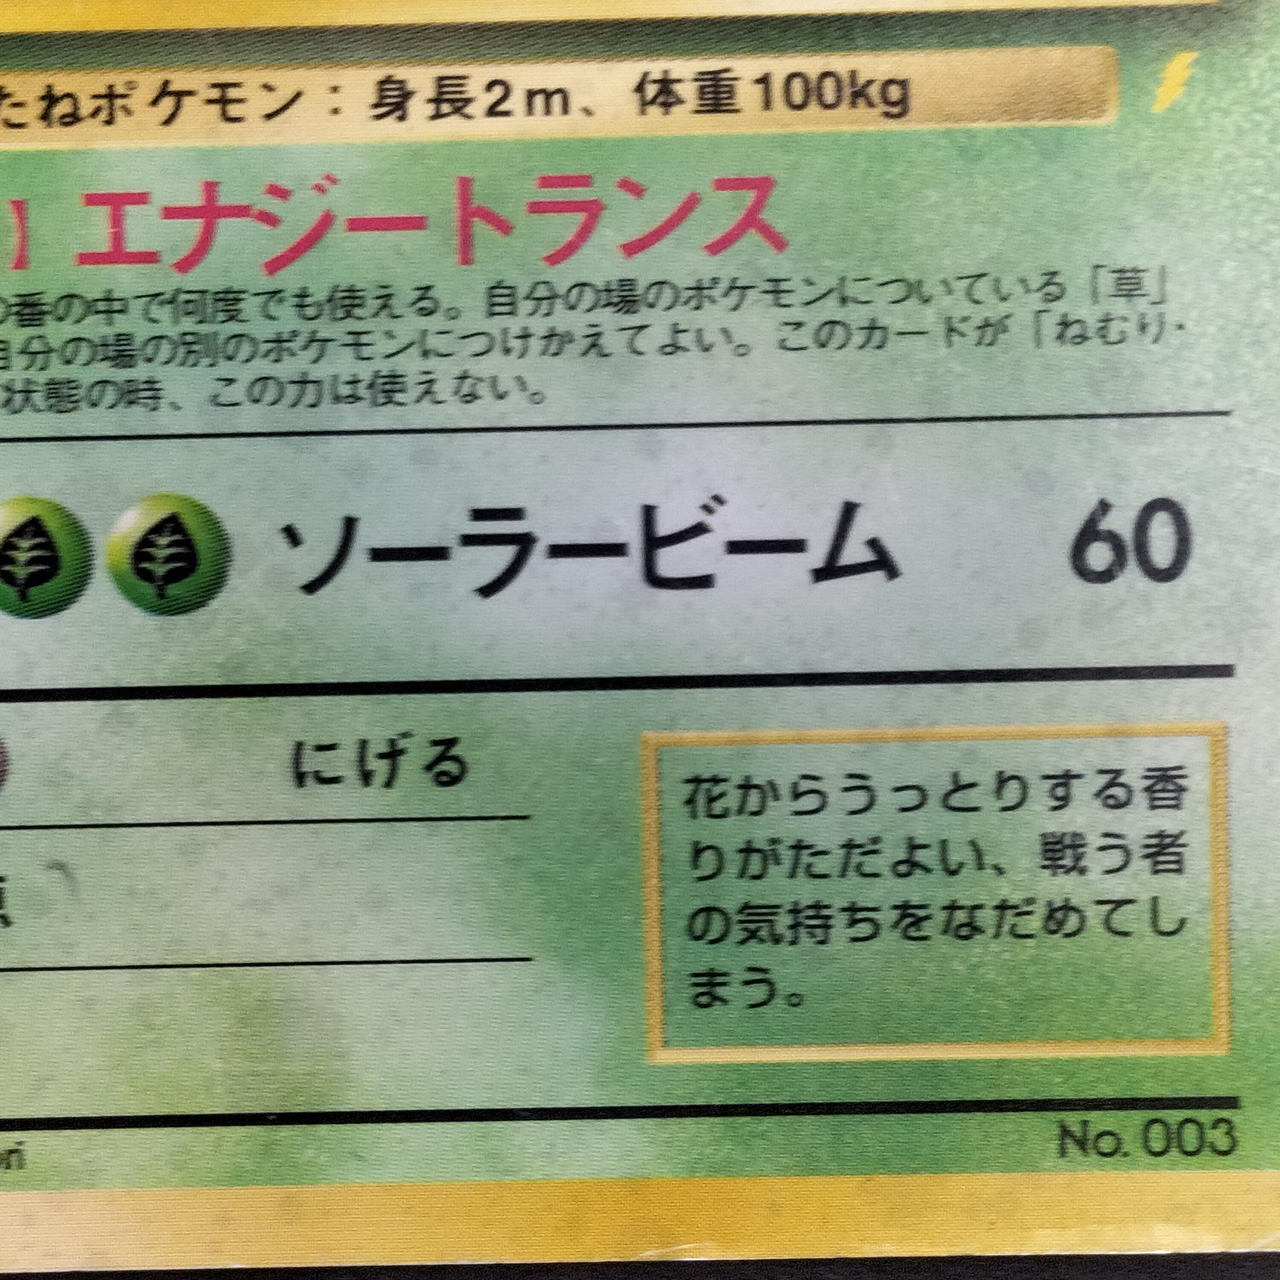 たねポケモン：身長2m、体重100kg
】エナジートランス
番の中で何度でも使える。自分の場のポケモンについている「草」
自分の場の別のポケモンにつけかえてよい。このカードが「ねむり・
状態の時、この力は使えない。
ソーラービーム 60
にげる
花からうっとりする香
りがただよい、戦う者
の気持ちをなだめてし
まう。
No. 003